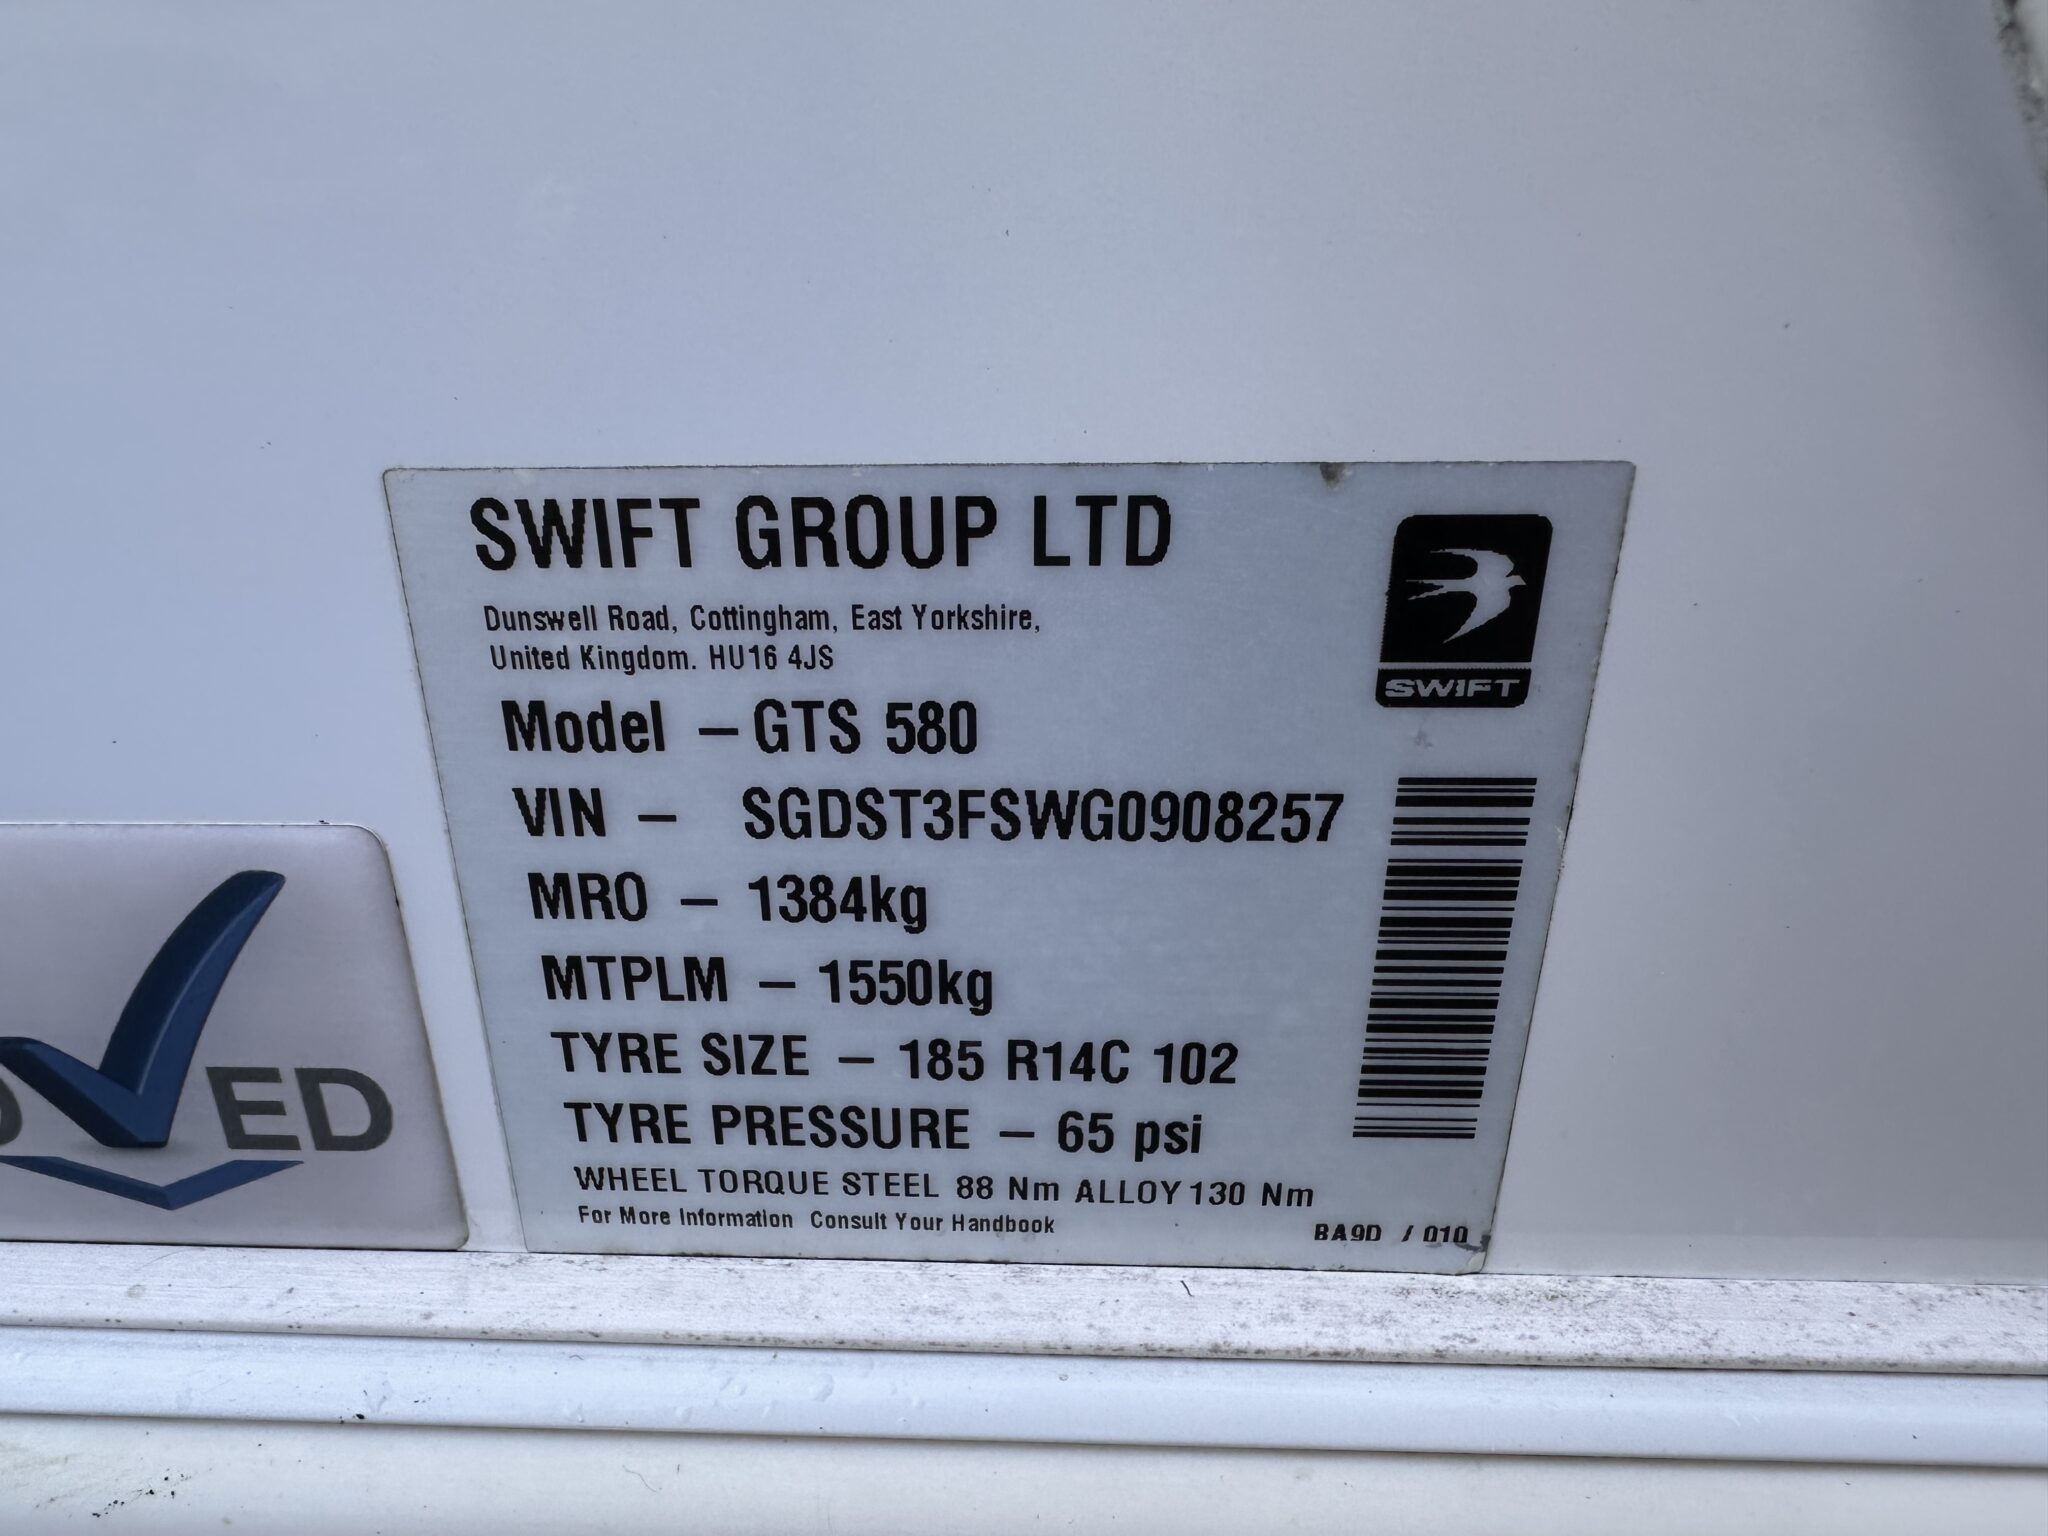 SWIFT GROUP LTD
Dunswell Road, Cottingham, East Yorkshire,
United Kingdom. HU16 4JS
SWIFT
Model – GTS 580
VIN – SGDST3FSWG0908257
MRO – 1384kg
MTPLM – 1550kg
TYRE SIZE – 185 R14C 102
TYRE PRESSURE – 65 psi
WHEEL TORQUE STEEL 88 Nm ALLOY 130 Nm
For More Information Consult Your Handbook
BA9D / 010
OVED